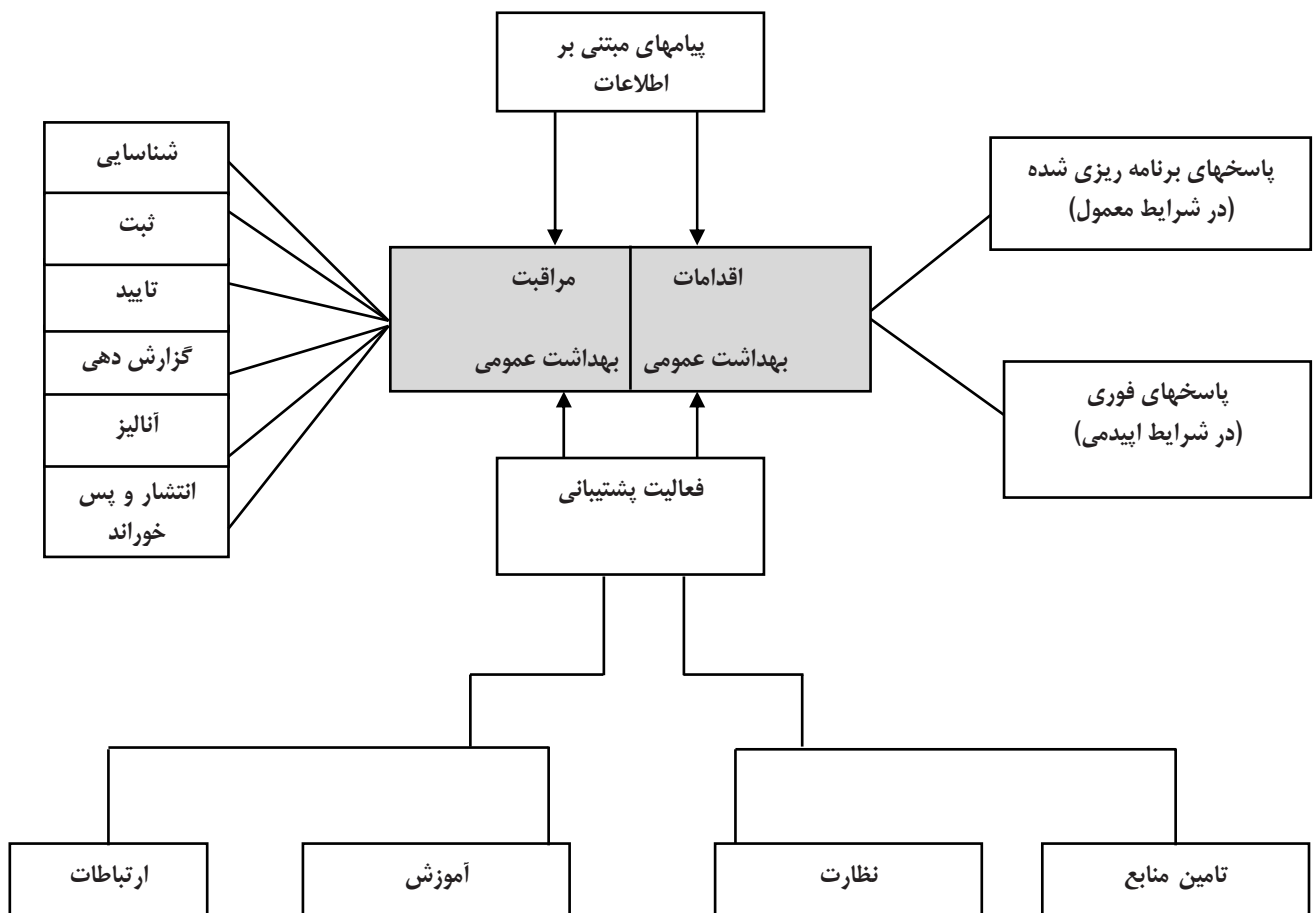 پیامهای مبتنی بر
اطلاعات
شناسایی
ثبت
تایید
گزارش دهی
آنالیز
انتشار و پس
خوراند
پاسخهای برنامه ریزی شده
(در شرایط معمول)
اقدامات
بهداشت عمومی
مراقبت
بهداشت عمومی
پاسخهای فوری
(در شرایط اپیدمی)
فعالیت پشتیبانی
تامین منابع
نظارت
آموزش
ارتباطات